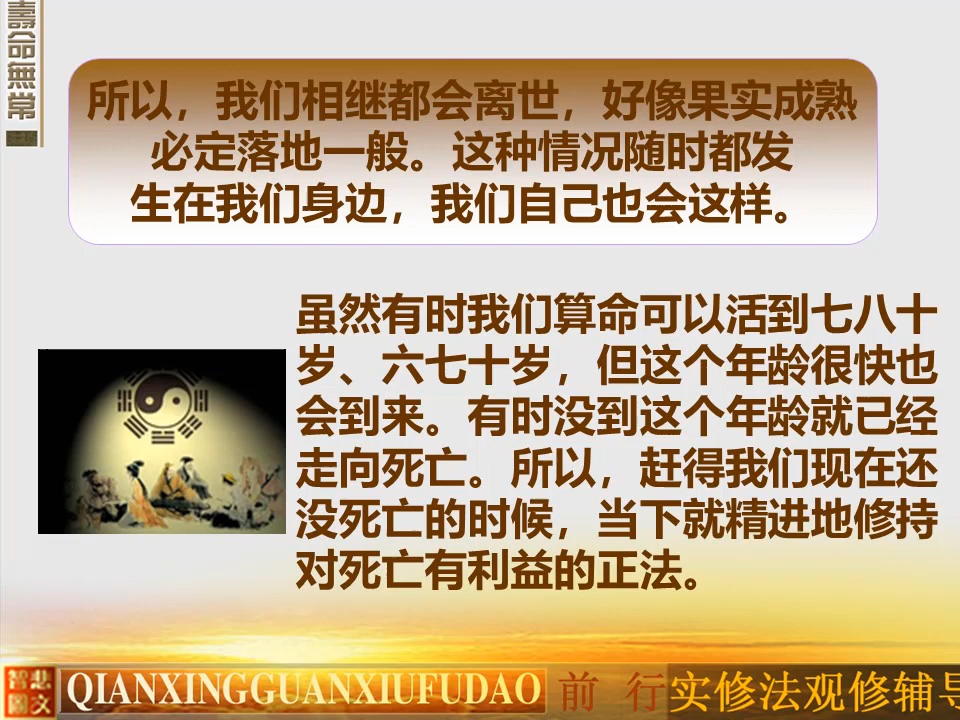 壽命無常
所以，我们相继都会离世，好像果实成熟
必定落地一般。这种情况随时都发
生在我们身边，我们自己也会这样。
虽然有时我们算命可以活到七八十
岁、六七十岁，但这个年龄很快也
会到来。有时没到这个年龄就已经
走向死亡。所以，赶得我们现在还
没死亡的时候，当下就精进地修持
对死亡有利益的正法。
QIANXINGGUANXIUFUDAO 前 行 实修法观修辅导